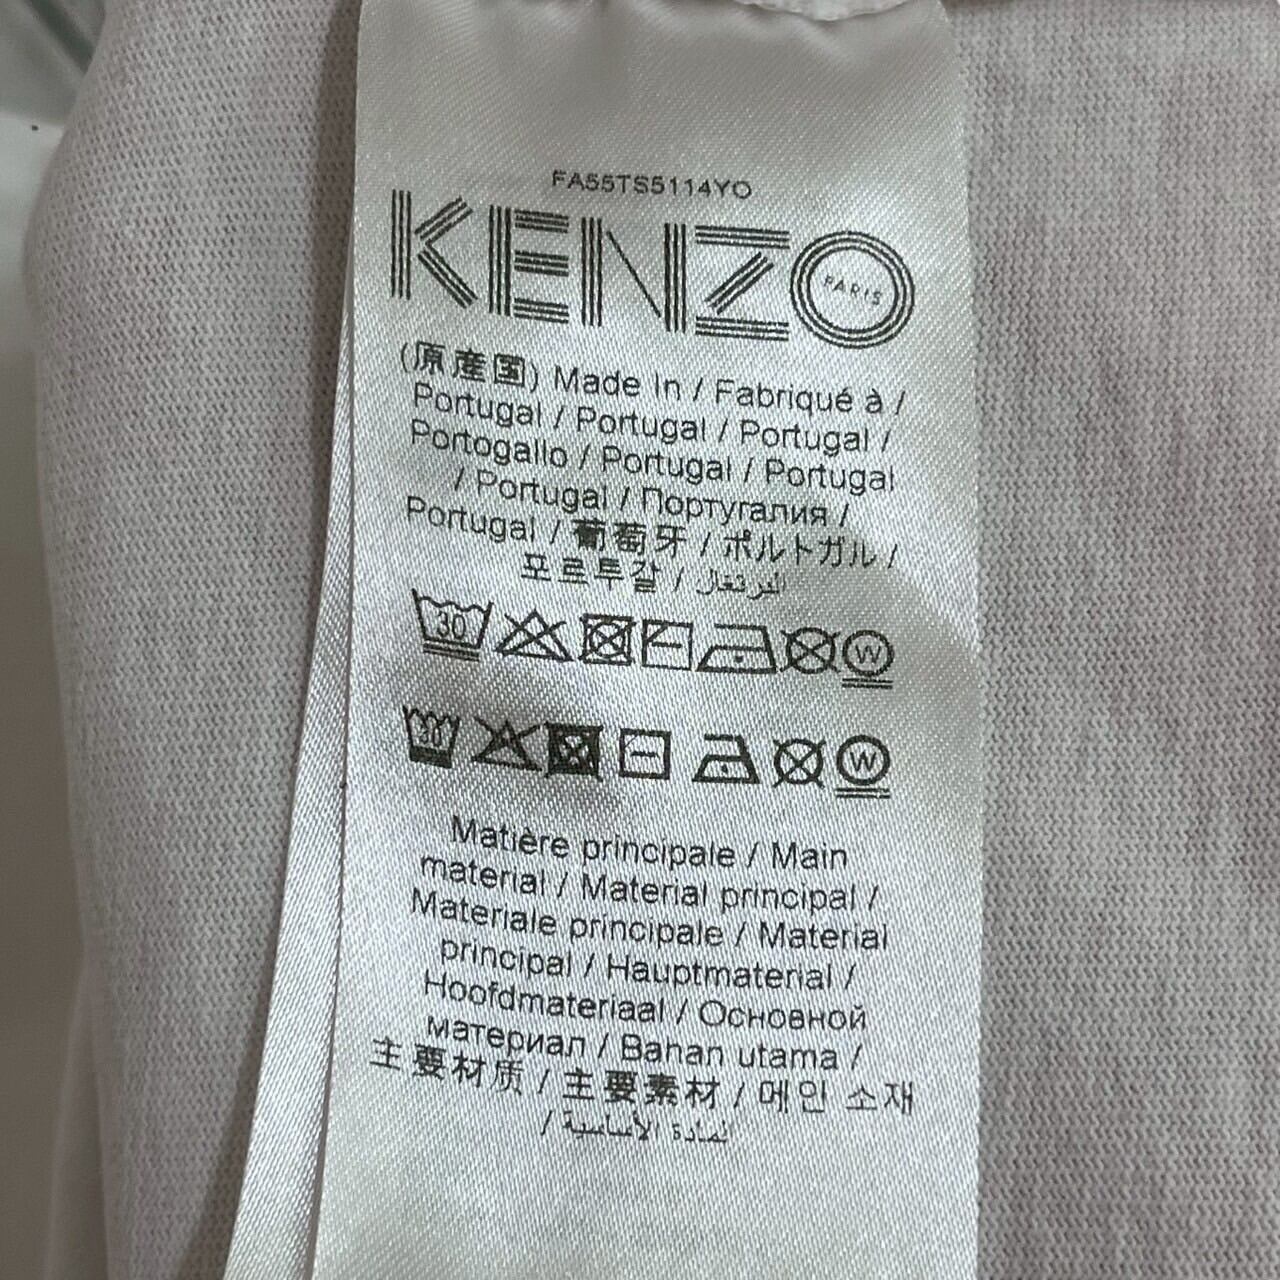 FA55TS5114YO
KENZO
PARIS
(原産国) Made In / Fabriqué à /
Portugal / Portugal / Portugal /
Portogallo / Portugal / Portugal
/ Portugal / Португалия /
Portugal / 葡萄牙 / ポルトガル /
포르투갈 / البرتغال
30
W
30
W
Matière principale / Main
material / Material principal /
Materiale principale / Material
principal / Hauptmaterial /
Hoofdmateriaal / Основной
материал / Bahan utama /
主要材质 / 主要素材 / 메인 소재
/ المادة الأساسية